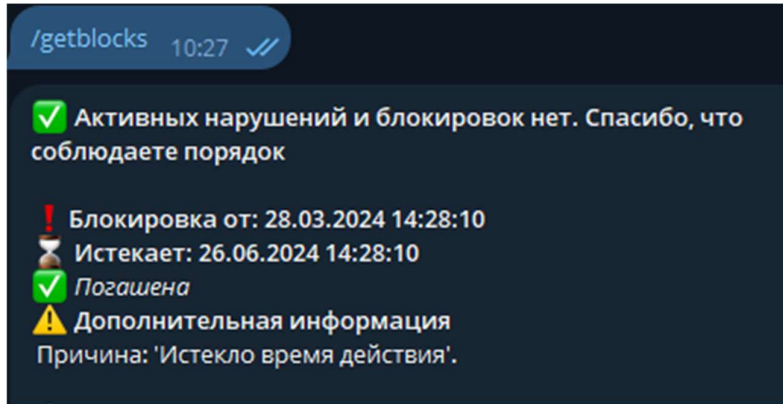 /getblocks 10:27
✅ Активных нарушений и блокировок нет. Спасибо, что
соблюдаете порядок
❗ Блокировка от: 28.03.2024 14:28:10
⏳ Истекает: 26.06.2024 14:28:10
✅ Погашена
⚠️ Дополнительная информация
Причина: 'Истекло время действия'.